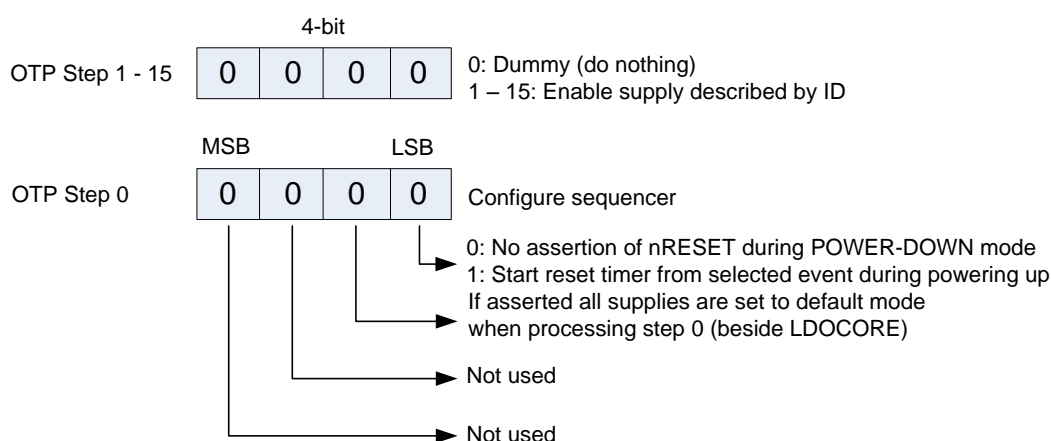 4-bit
OTP Step 1 - 15 0 0 0 0 0: Dummy (do nothing)
1 – 15: Enable supply described by ID
MSB LSB
OTP Step 0 0 0 0 0 Configure sequencer
0: No assertion of nRESET during POWER-DOWN mode
1: Start reset timer from selected event during powering up
If asserted all supplies are set to default mode
when processing step 0 (beside LDOCORE)
Not used
Not used